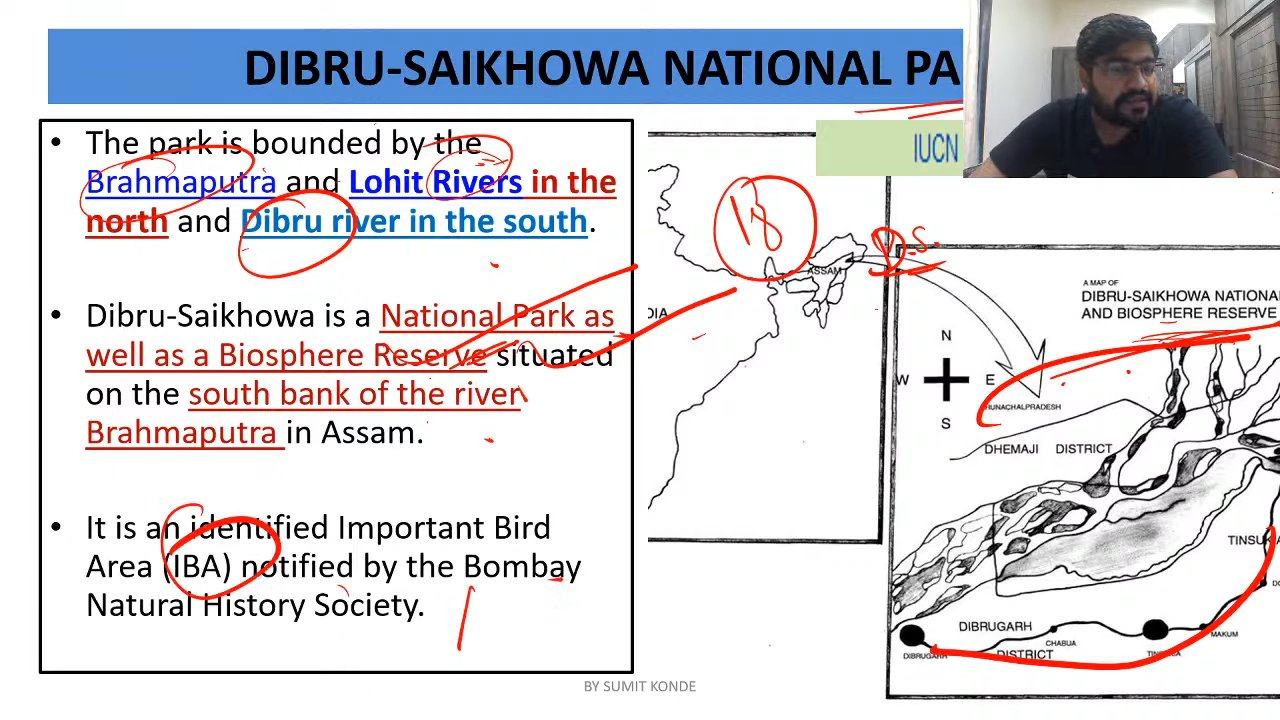 DIBRU-SAIKHOWA NATIONAL PA
• The park is bounded by the
Brahmaputra and Lohit Rivers in the
north and Dibru river in the south.
• Dibru-Saikhowa is a National Park as
well as a Biosphere Reserve situated
on the south bank of the river
Brahmaputra in Assam.
• It is an identified Important Bird
Area (IBA) notified by the Bombay
Natural History Society.
IUCN
18
D.S.
ASSAM
DIA
A MAP OF
DIBRU-SAIKHOWA NATIONAL
AND BIOSPHERE RESERVE
N
W E
S
HUNACHALPRADESH
DHEMAJI DISTRICT
TINSUKIA
DIBRUGARH
DISTRICT
CHABUA
MAKUM
DIBRUGARH
BY SUMIT KONDE